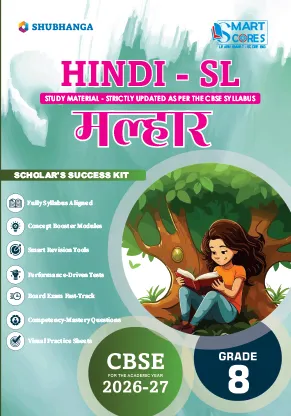 SHUBHANGA
SMART
SCORES
HINDI - SL
STUDY MATERIAL - STRICTLY UPDATED AS PER THE CBSE SYLLABUS
मल्हार
SCHOLAR'S SUCCESS KIT
Fully Syllabus Aligned
Concept Booster Modules
Smart Revision Tools
Performance-Driven Tests
Board Exam Fast-Track
Competency-Mastery Questions
Visual Practice Sheets
CBSE
FOR THE ACADEMIC YEAR
2026-27
GRADE
8